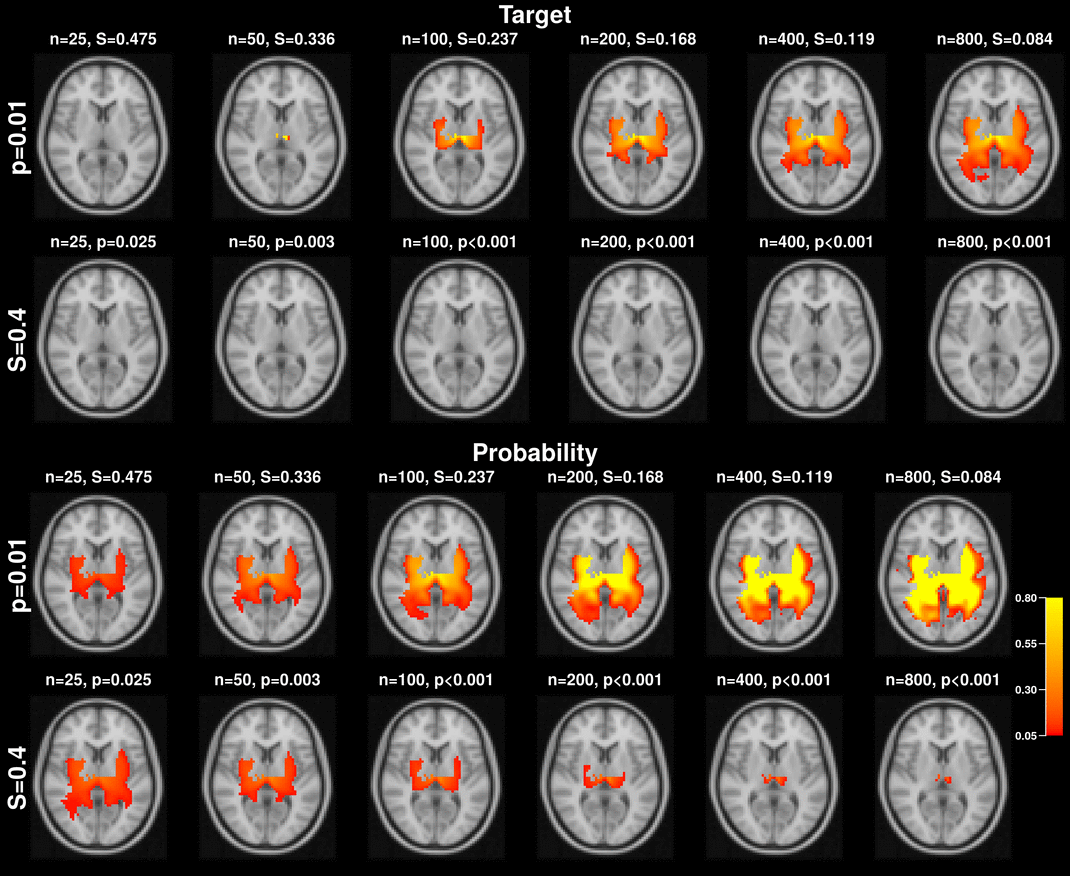 Target
n=25, S=0.475 n=50, S=0.336 n=100, S=0.237 n=200, S=0.168 n=400, S=0.119 n=800, S=0.084
p=0.01
n=25, p=0.025 n=50, p=0.003 n=100, p<0.001 n=200, p<0.001 n=400, p<0.001 n=800, p<0.001
S=0.4
Probability
n=25, S=0.475 n=50, S=0.336 n=100, S=0.237 n=200, S=0.168 n=400, S=0.119 n=800, S=0.084
p=0.01
0.80
0.55
0.30
0.05
n=25, p=0.025 n=50, p=0.003 n=100, p<0.001 n=200, p<0.001 n=400, p<0.001 n=800, p<0.001
S=0.4